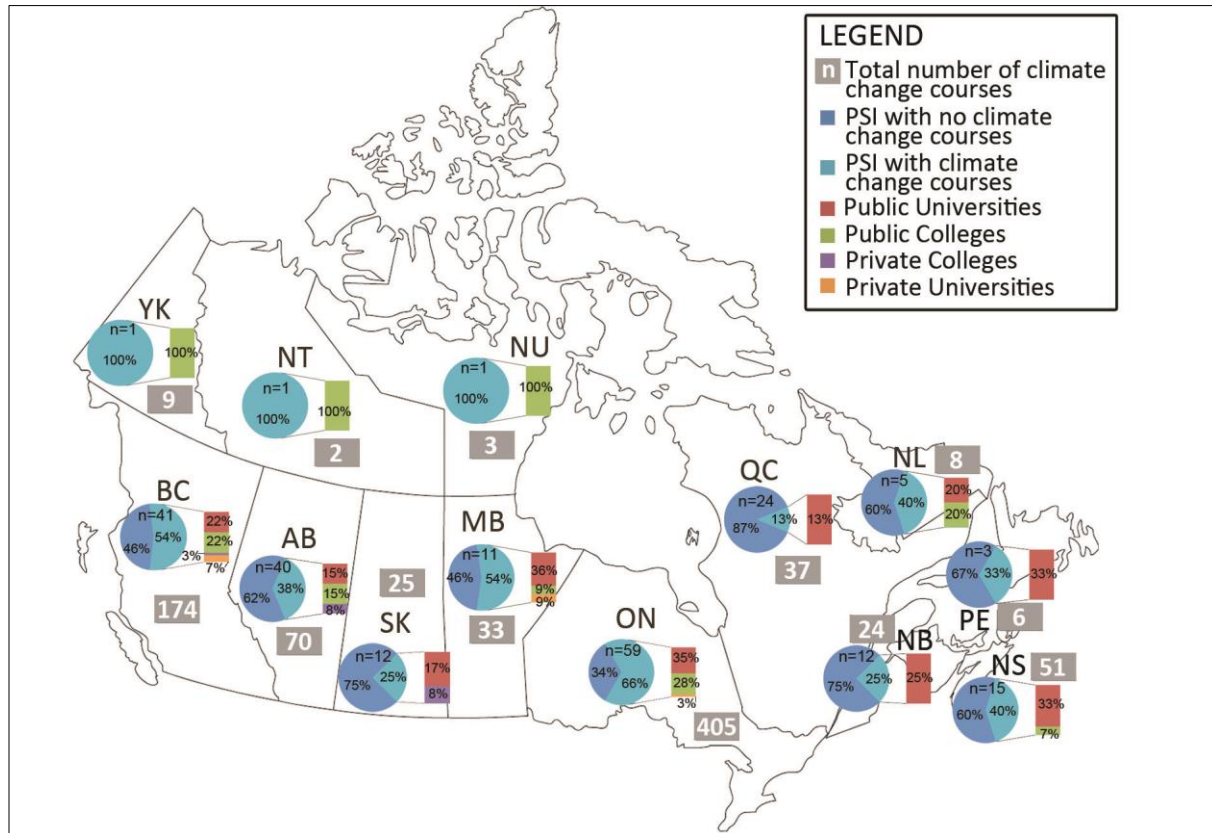 LEGEND
n Total number of climate
change courses
PSI with no climate
change courses
PSI with climate
change courses
Public Universities
Public Colleges
Private Colleges
Private Universities
YK
n=1
100%
100%
9
NT
n=1
100%
100%
2
NU
n=1
100%
100%
3
BC
n=41
46% 54%
22%
22%
3%
7%
174
AB
n=40
62% 38%
15%
15%
8%
70
25
SK
n=12
75% 25%
17%
8%
MB
n=11
46% 54%
36%
9%
9%
33
ON
n=59
34% 66%
35%
28%
3%
405
QC
n=24
87% 13%
13%
37
NL 8
n=5
60% 40%
20%
20%
n=3
67% 33%
33%
PE 6
24
NB
n=12
75% 25%
25%
NS 51
n=15
60% 40%
33%
7%